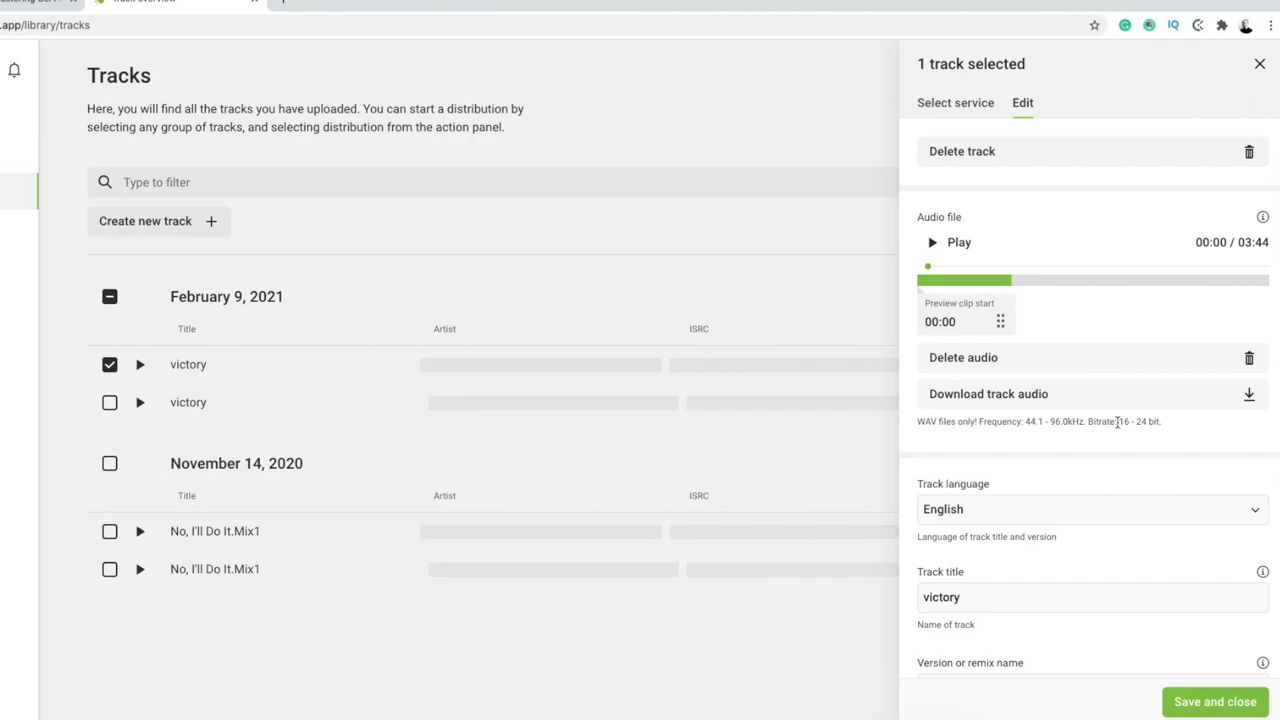 Track Overview
.app/library/tracks
IQ
Tracks
Here, you will find all the tracks you have uploaded. You can start a distribution by
selecting any group of tracks, and selecting distribution from the action panel.
Type to filter
Create new track
February 9, 2021
Title Artist ISRC
victory
victory
November 14, 2020
Title Artist ISRC
No, I'll Do It.Mix1
No, I'll Do It.Mix1
1 track selected
Select service Edit
Delete track
Audio file
Play 00:00 / 03:44
Preview clip start
00:00
Delete audio
Download track audio
WAV files only! Frequency: 44.1 - 96.0kHz. Bitrate: 16 - 24 bit.
Track language
English
Language of track title and version
Track title
victory
Name of track
Version or remix name
Save and close